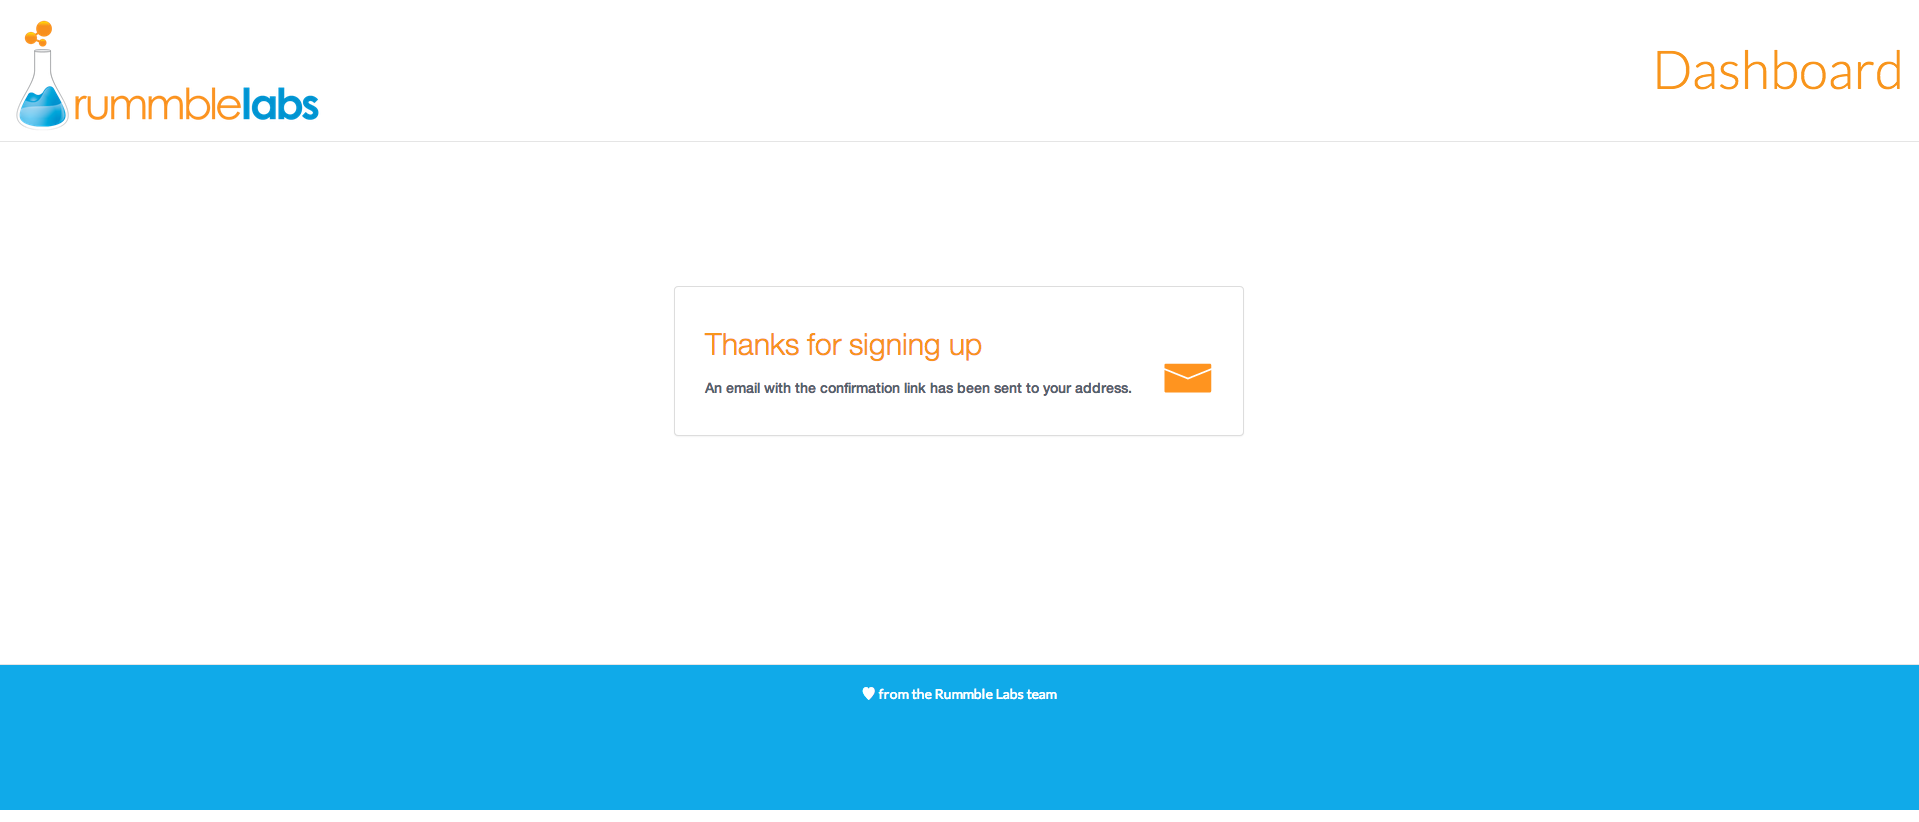 rummblelabs
Dashboard
Thanks for signing up
An email with the confirmation link has been sent to your address.
♥ from the Rummble Labs team